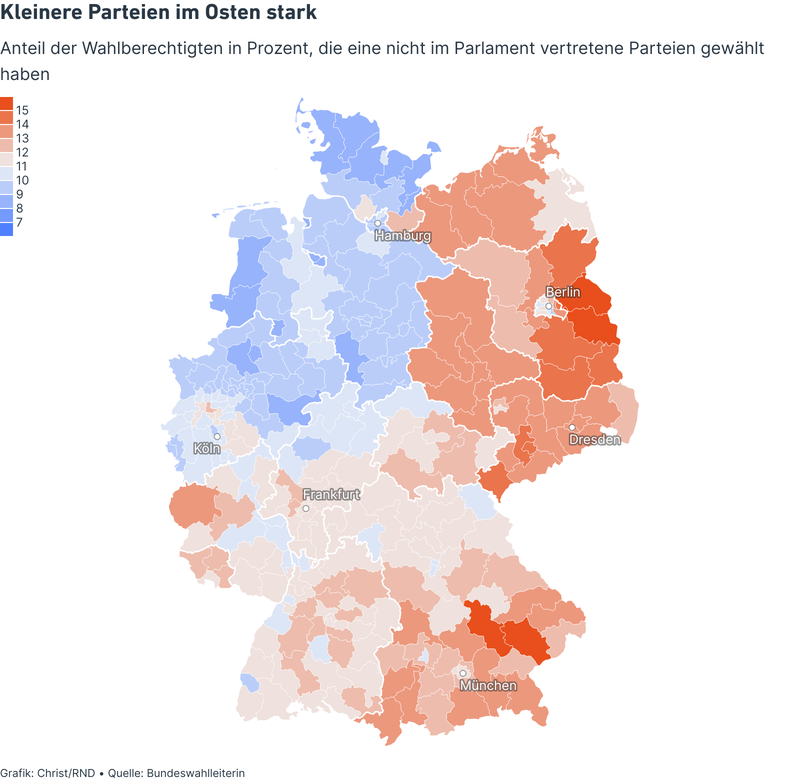 Kleinere Parteien im Osten stark
Anteil der Wahlberechtigten in Prozent, die eine nicht im Parlament vertretene Parteien gewählt
haben
15
14
13
12
11
10
9
8
7
Hamburg
Berlin
Dresden
Köln
Frankfurt
München
Grafik: Christ/RND • Quelle: Bundeswahlleiterin